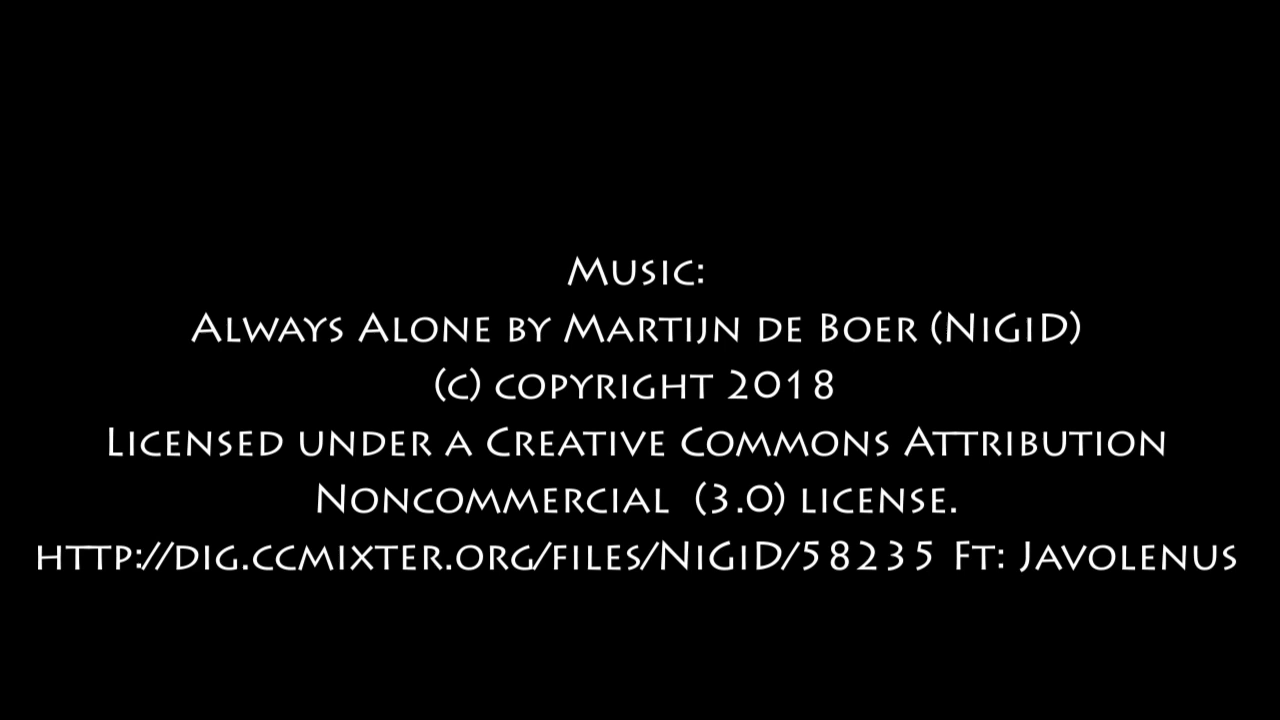 Music:
Always Alone by Martijn de Boer (NiGiD)
(c) copyright 2018
Licensed under a Creative Commons Attribution
Noncommercial (3.0) license.
http://dig.ccmixter.org/files/NiGiD/58235 Ft: Javolenus